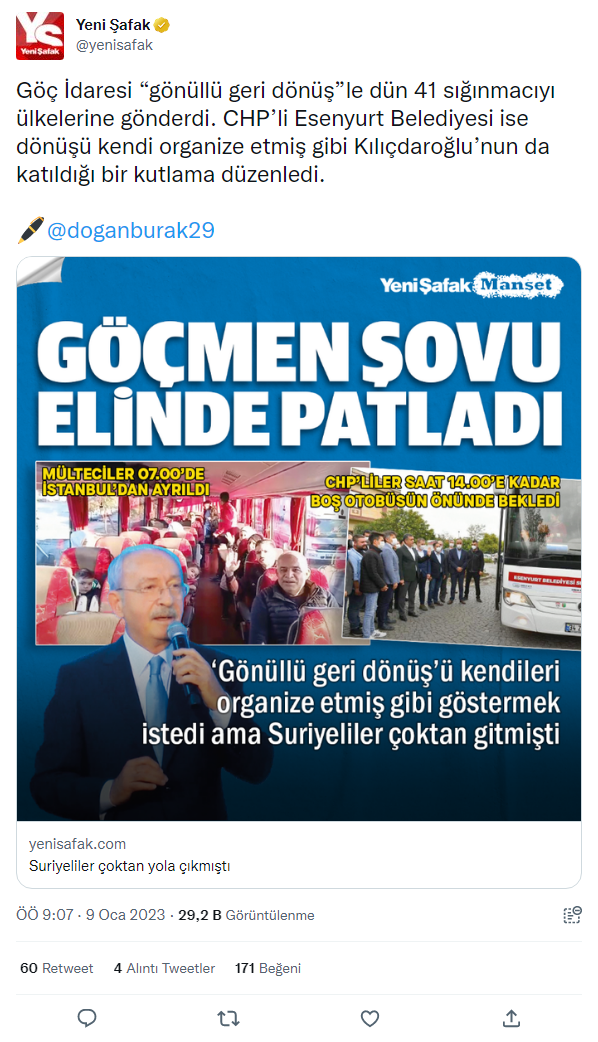 Yeni Şafak
@yenisafak
Göç İdaresi “gönüllü geri dönüş”le dün 41 sığınmacıyı
ülkelerine gönderdi. CHP’li Esenyurt Belediyesi ise
dönüşü kendi organize etmiş gibi Kılıçdaroğlu’nun da
katıldığı bir kutlama düzenledi.
@doganburak29
YeniŞafak Manşet
GÖÇMEN ŞOVU
ELİNDE PATLADI
MÜLTECİLER 07.00’DE
İSTANBUL’DAN AYRILDI
CHP’LİLER SAAT 14.00’E KADAR
BOŞ OTOBÜSÜN ÖNÜNDE BEKLEDİ
ESENYURT BELEDİYESİ
‘Gönüllü geri dönüş’ü kendileri
organize etmiş gibi göstermek
istedi ama Suriyeliler çoktan gitmişti
yenisafak.com
Suriyeliler çoktan yola çıkmıştı
ÖÖ 9:07 · 9 Oca 2023 · 29,2 B Görüntülenme
60 Retweet 4 Alıntı Tweetler 171 Beğeni